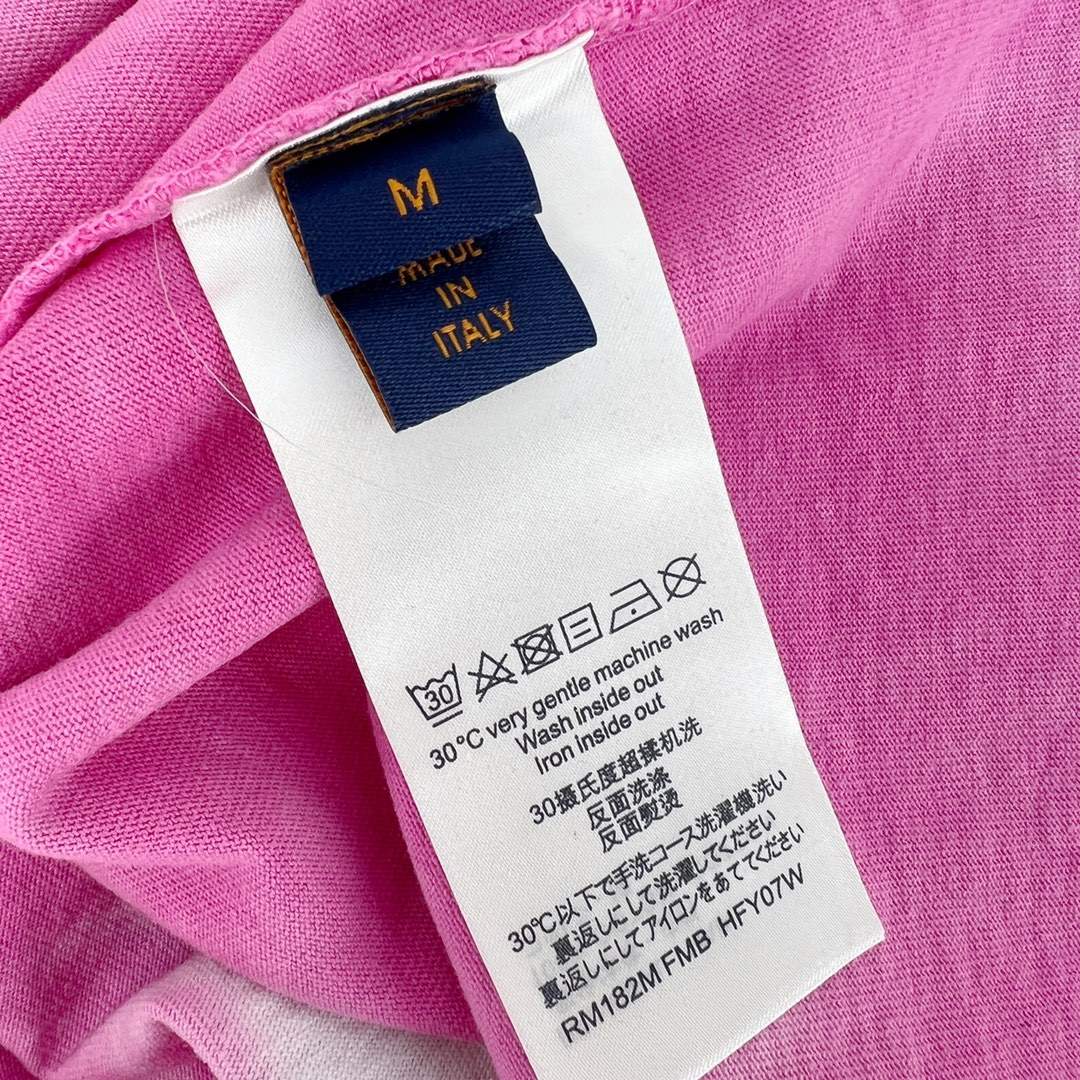 M
MADE
IN
ITALY
30
30°C very gentle machine wash
Wash inside out
Iron inside out
30摄氏度超揉机洗
反面洗涤
反面熨烫
30℃以下で手洗コース洗濯機洗い
裏返しにして洗濯してください
裏返しにしてアイロンをあててください
RM182M FMB HFY07W